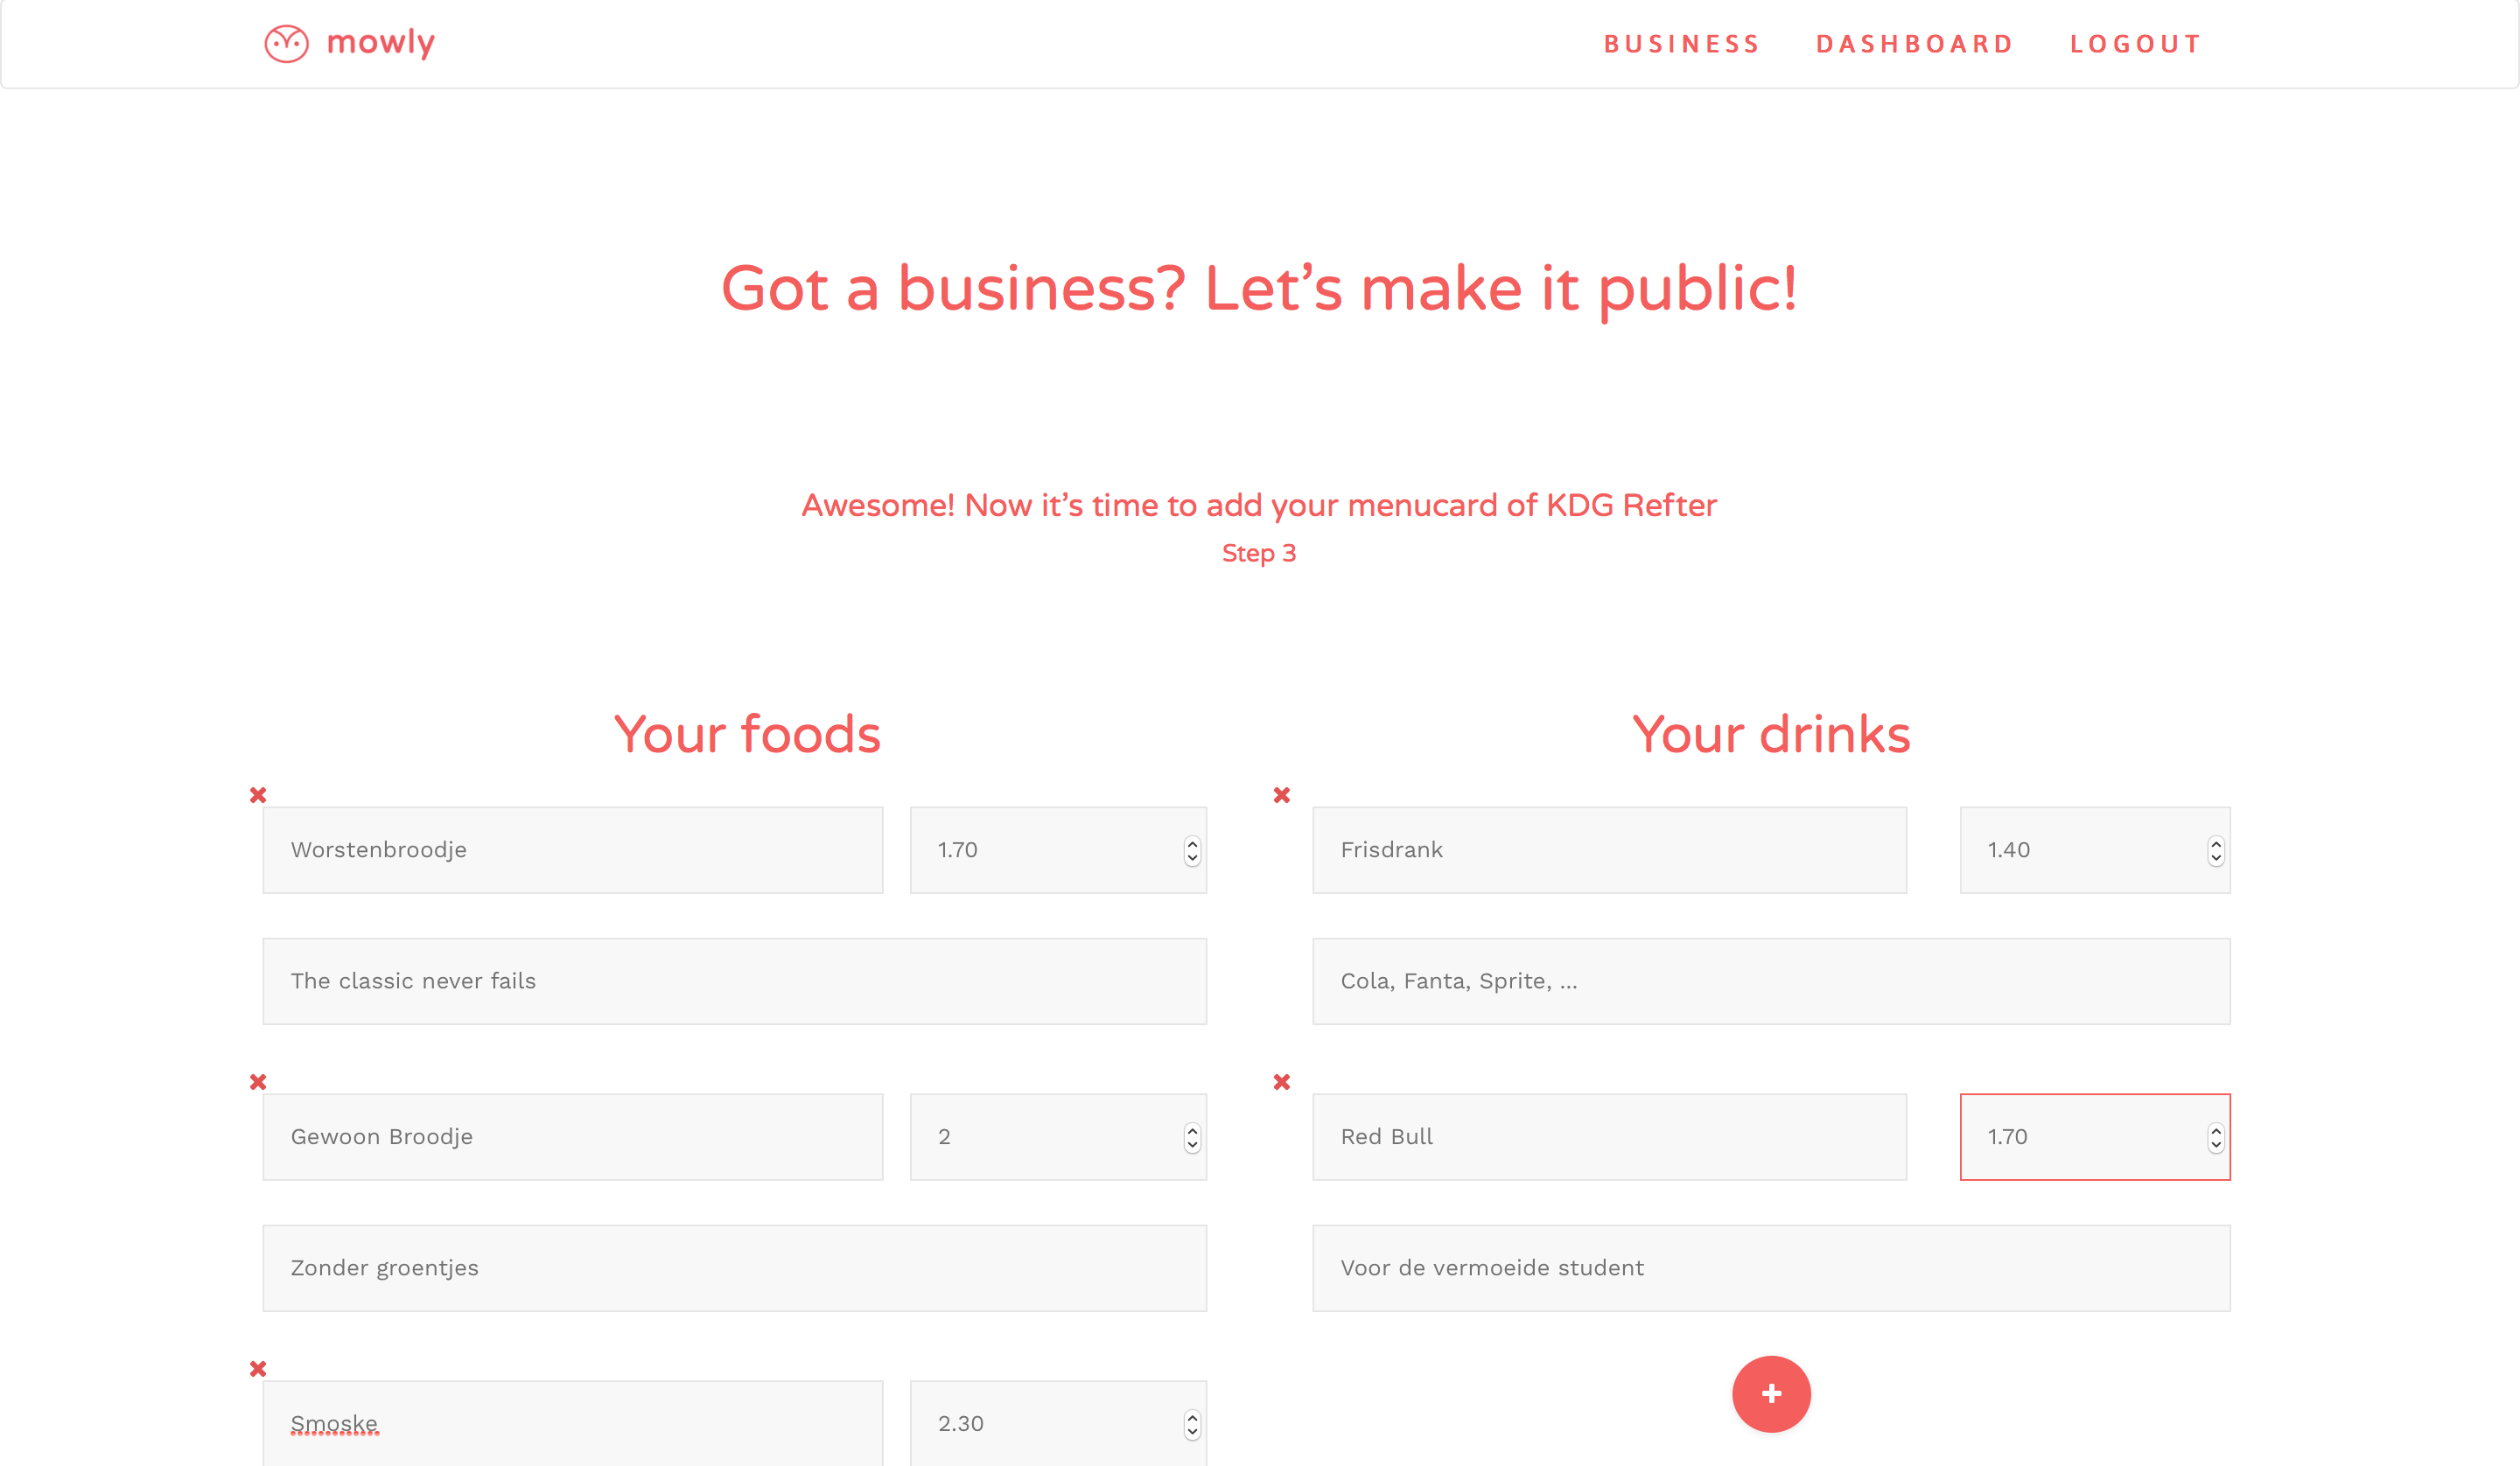 mowly
BUSINESS DASHBOARD LOGOUT
Got a business? Let's make it public!
Awesome! Now it's time to add your menucard of KDG Refter
Step 3
Your foods
Worstenbroodje 1.70
The classic never fails
Gewoon Broodje 2
Zonder groentjes
Smoske 2.30
Your drinks
Frisdrank 1.40
Cola, Fanta, Sprite, ...
Red Bull 1.70
Voor de vermoeide student